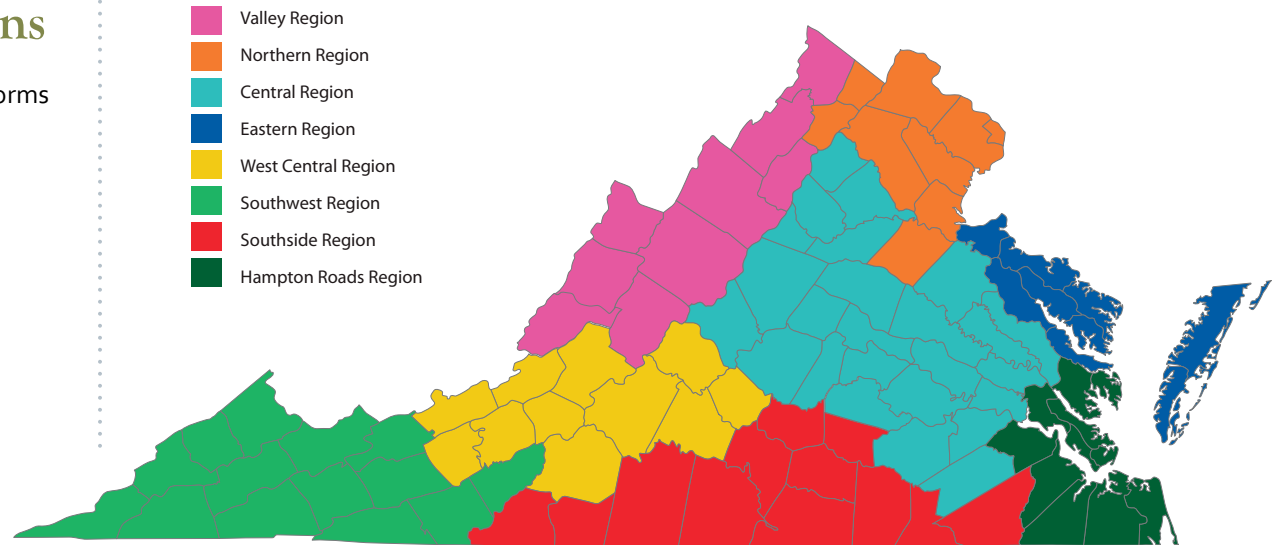 ns
orms
Valley Region
Northern Region
Central Region
Eastern Region
West Central Region
Southwest Region
Southside Region
Hampton Roads Region